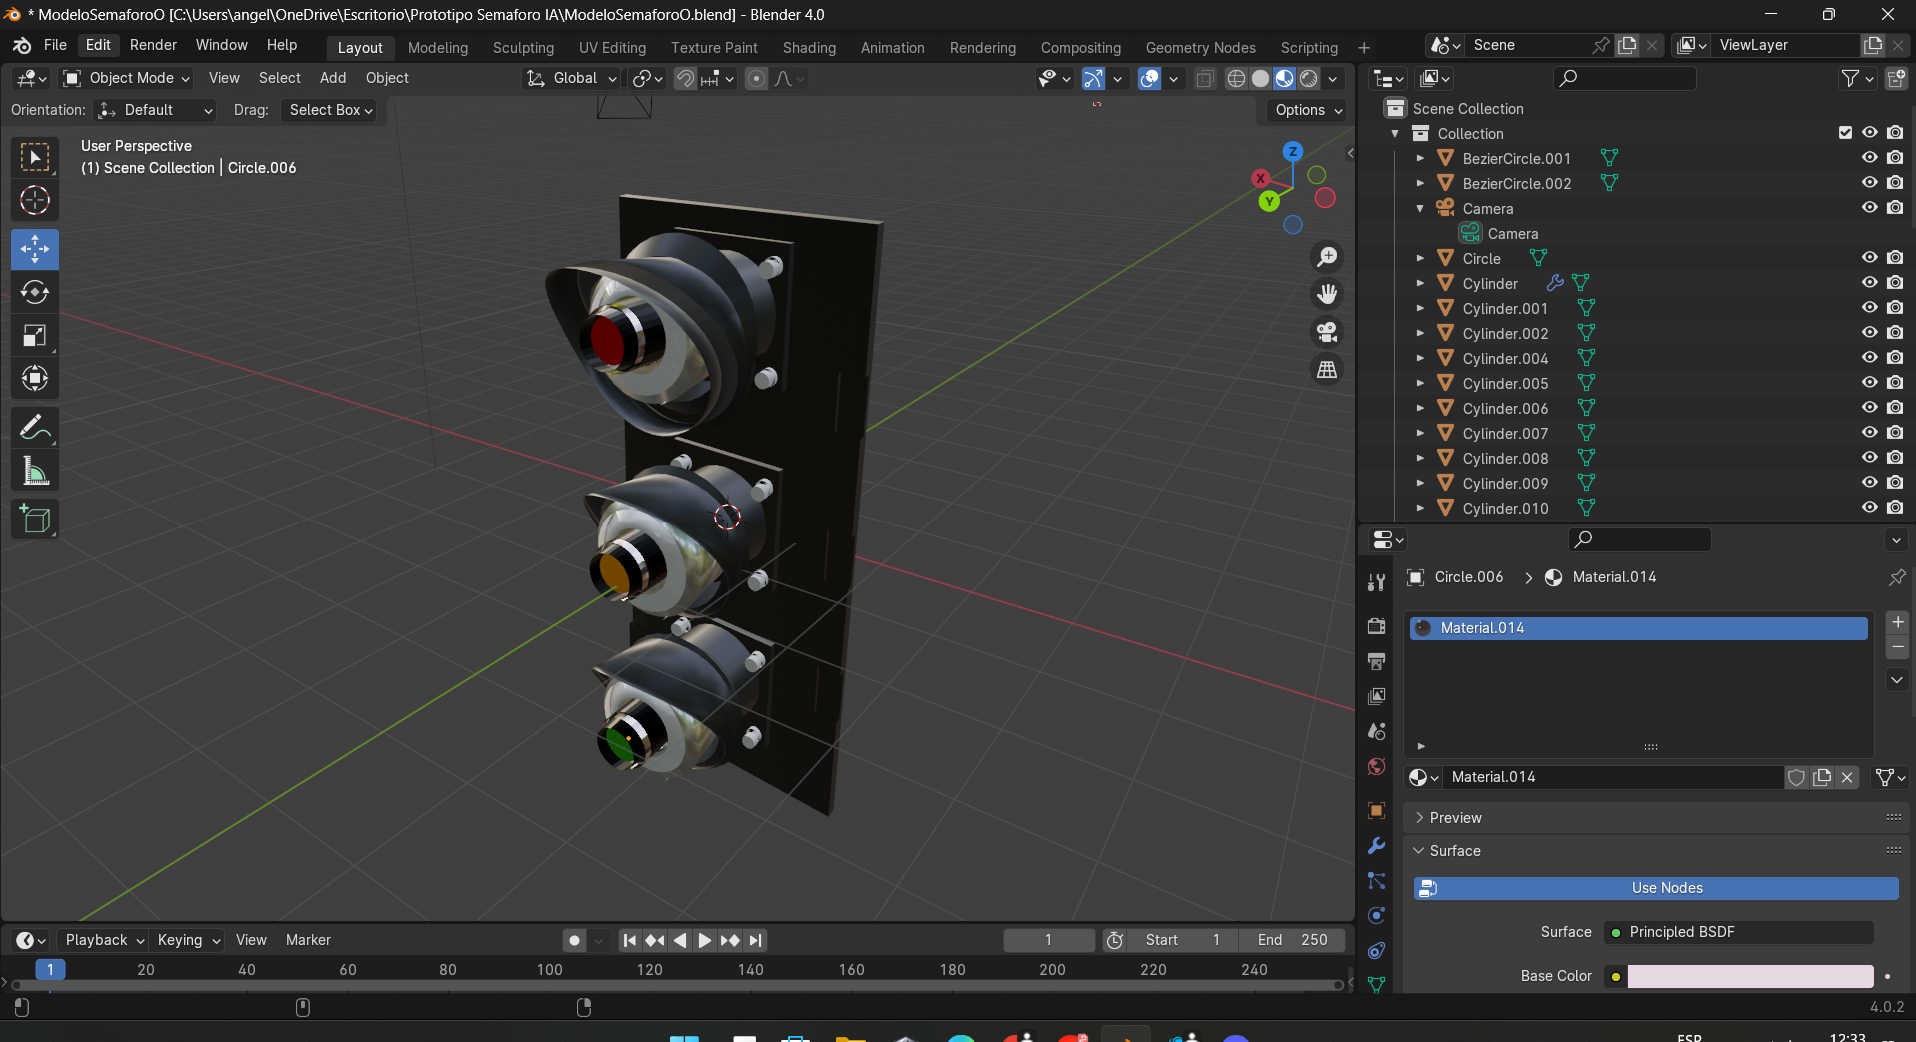 * ModeloSemaforoO [C:\Users\angel\OneDrive\Escritorio\Prototipo Semaforo IA\ModeloSemaforoO.blend] - Blender 4.0
File Edit Render Window Help Layout Modeling Sculpting UV Editing Texture Paint Shading Animation Rendering Compositing Geometry Nodes Scripting + Scene ViewLayer
Object Mode View Select Add Object Global
Orientation: Default Drag: Select Box Options
User Perspective
(1) Scene Collection | Circle.006
Z
X
Y
Scene Collection
Collection
BezierCircle.001
BezierCircle.002
Camera
Camera
Circle
Cylinder
Cylinder.001
Cylinder.002
Cylinder.004
Cylinder.005
Cylinder.006
Cylinder.007
Cylinder.008
Cylinder.009
Cylinder.010
Circle.006 > Material.014
Material.014
Material.014
Preview
Surface
Use Nodes
Surface Principled BSDF
Base Color
Playback Keying View Marker 1 Start 1 End 250
1 20 40 60 80 100 120 140 160 180 200 220 240
4.0.2
ESP 12:33